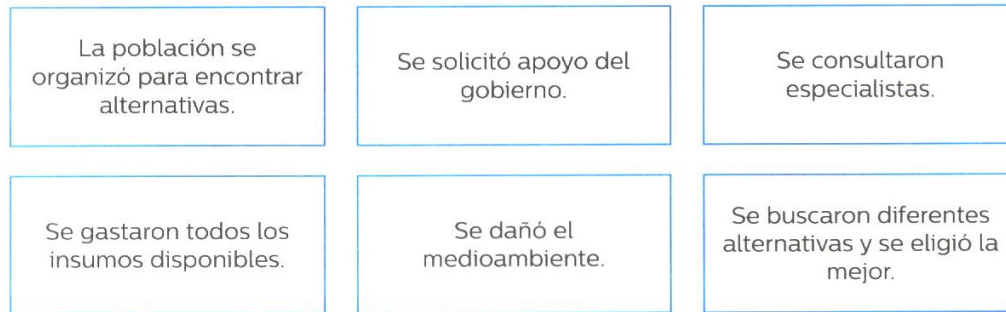 La población se
organizó para encontrar
alternativas.
Se solicitó apoyo del
gobierno.
Se consultaron
especialistas.
Se gastaron todos los
insumos disponibles.
Se dañó el
medioambiente.
Se buscaron diferentes
alternativas y se eligió la
mejor.